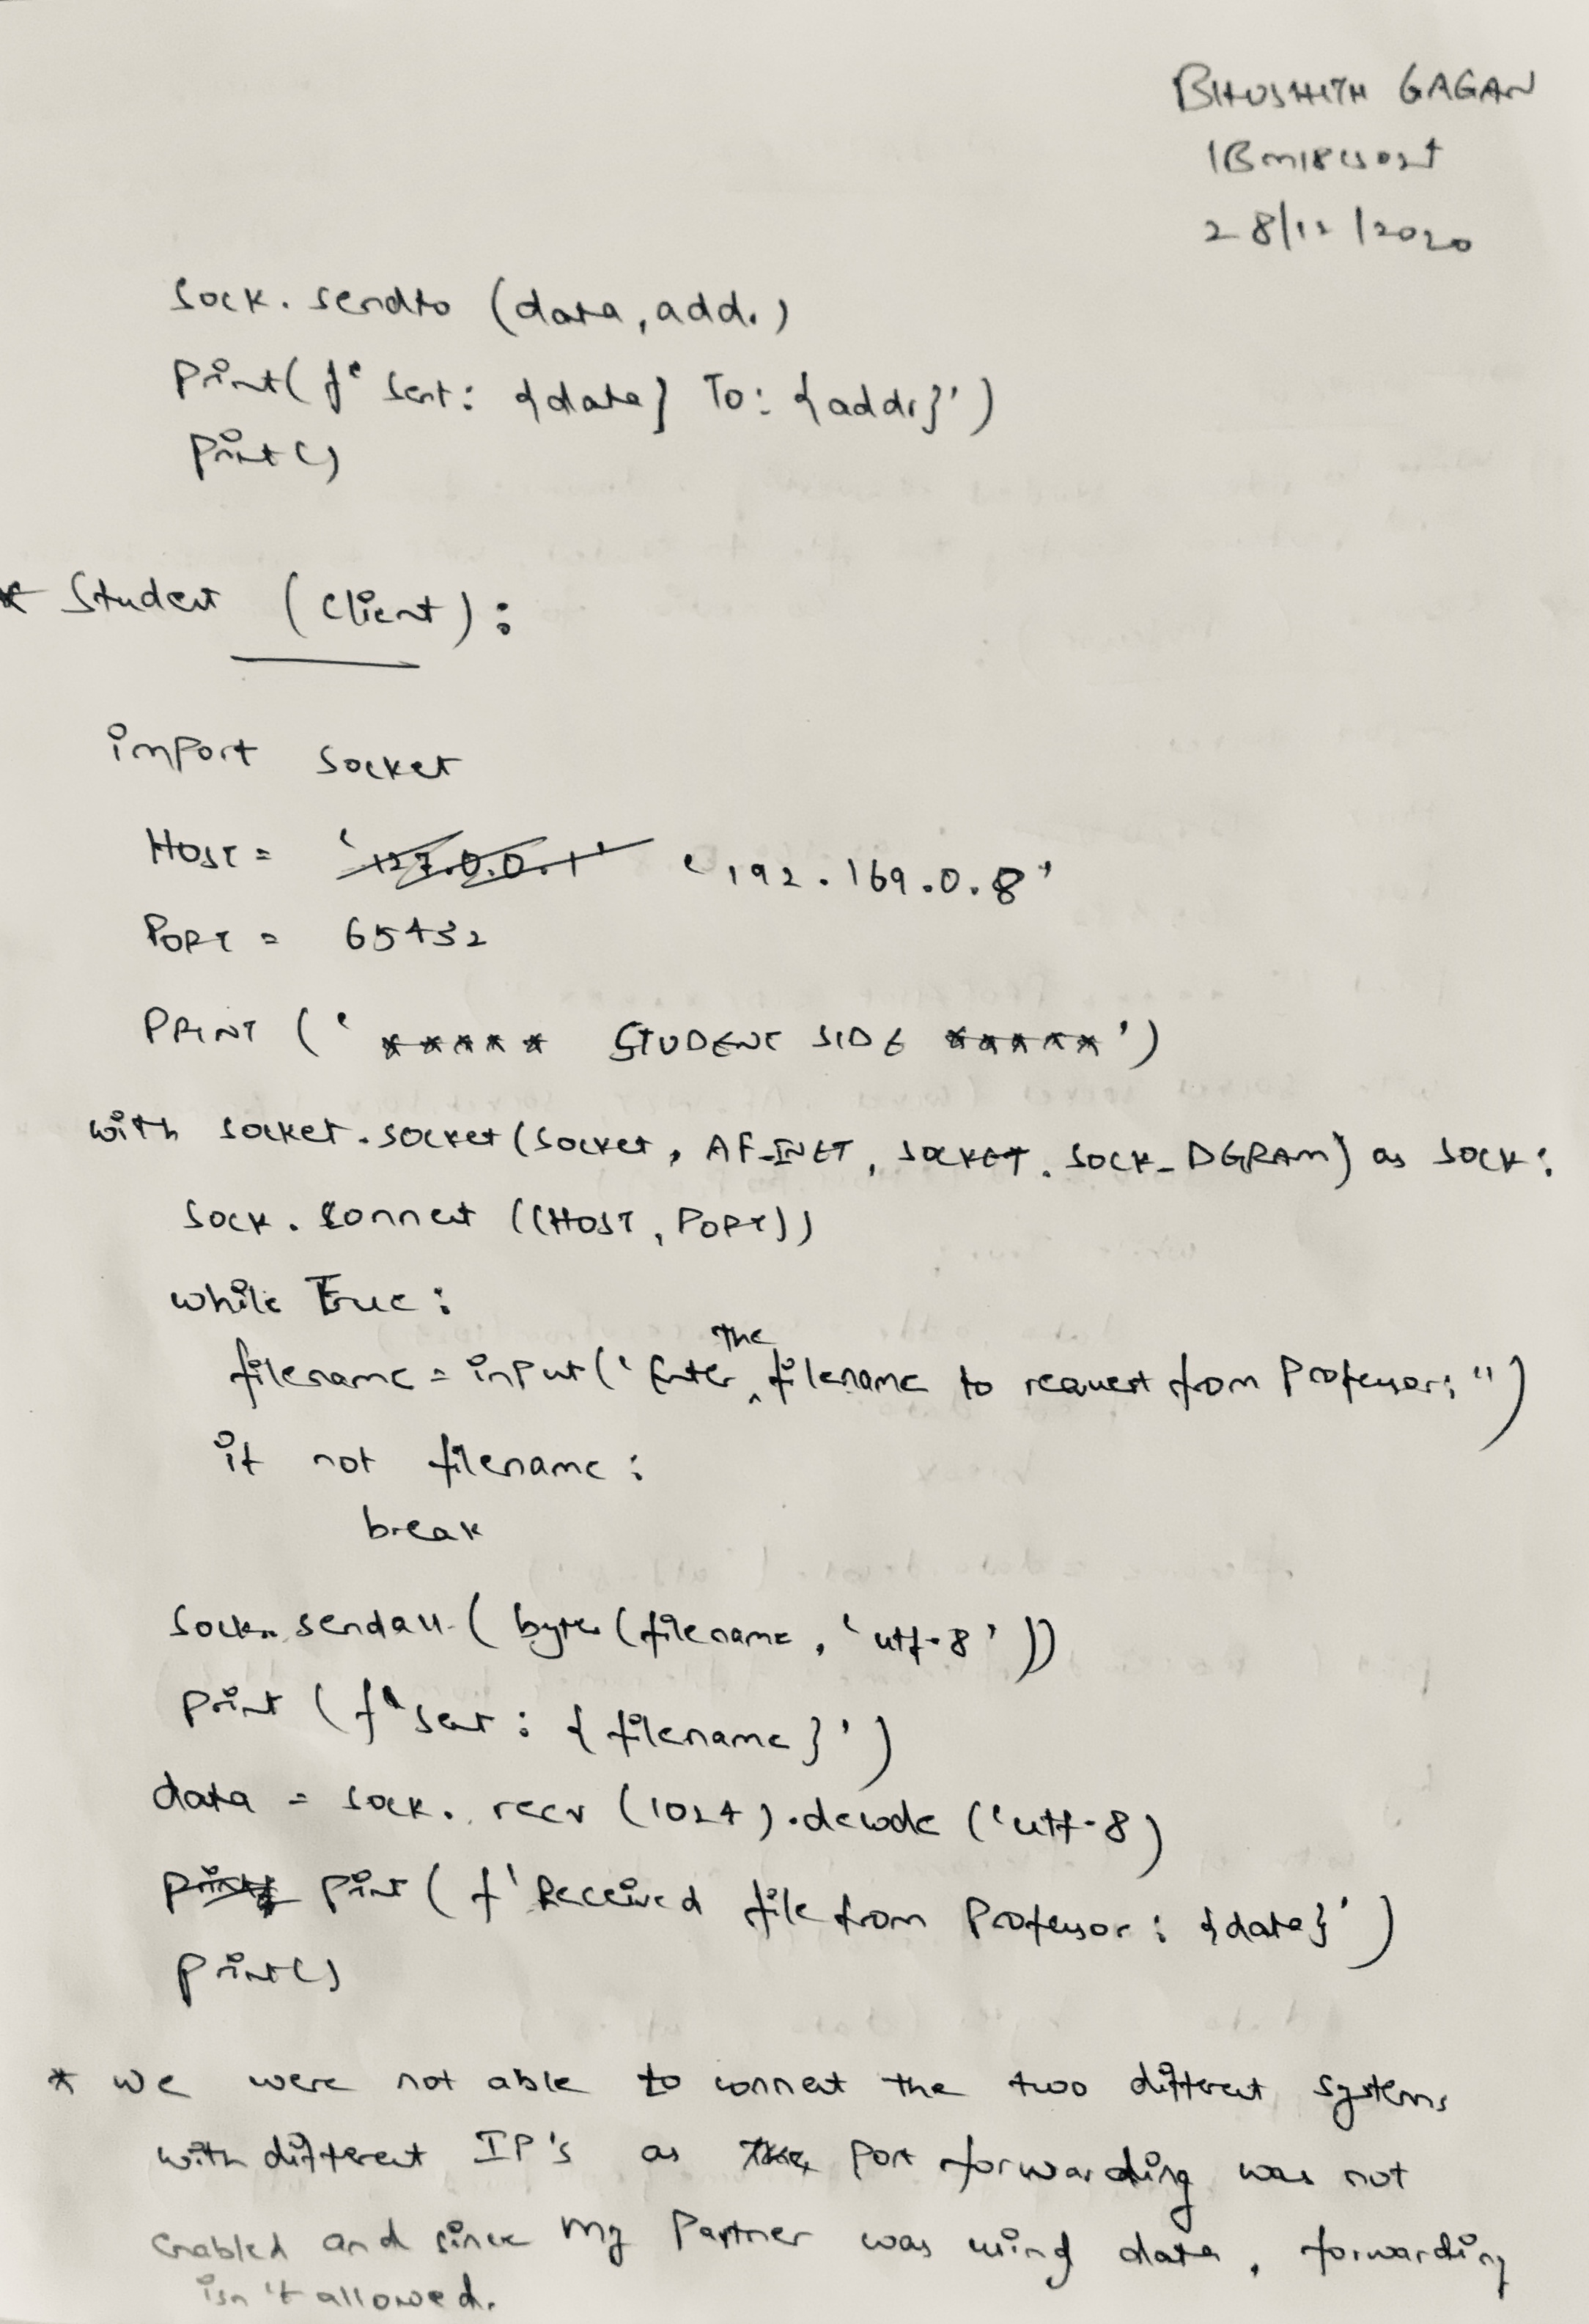 BHUSHITH GAGAN
1BM18CS027
28/12/2020
sock. sendto (data, add.)
print(f' sent: {data} To: {addr}')
print()
* Student (Client):
import socket
HOST = '127.0.0.1' '192.169.0.8'
PORT = 65432
PRINT (' ***** STUDENT SIDE *****')
with socket.socket(socket, AF_INET, socket. SOCK_DGRAM) as sock:
sock. connect ((HOST, PORT))
while True:
filename = input(' Enter the filename to request from Professor: ")
if not filename:
break
sock. sendall (bytes (filename, 'utf-8'))
print (f' sent: {filename}')
data = sock. recv (1024).decode ('utf-8)
print print (f' Received file from Professor: {data}')
print()
* we were not able to connect the two different systems
with different IP's as the port forwarding was not
enabled and since my Partner was using data, forwarding
isn't allowed.